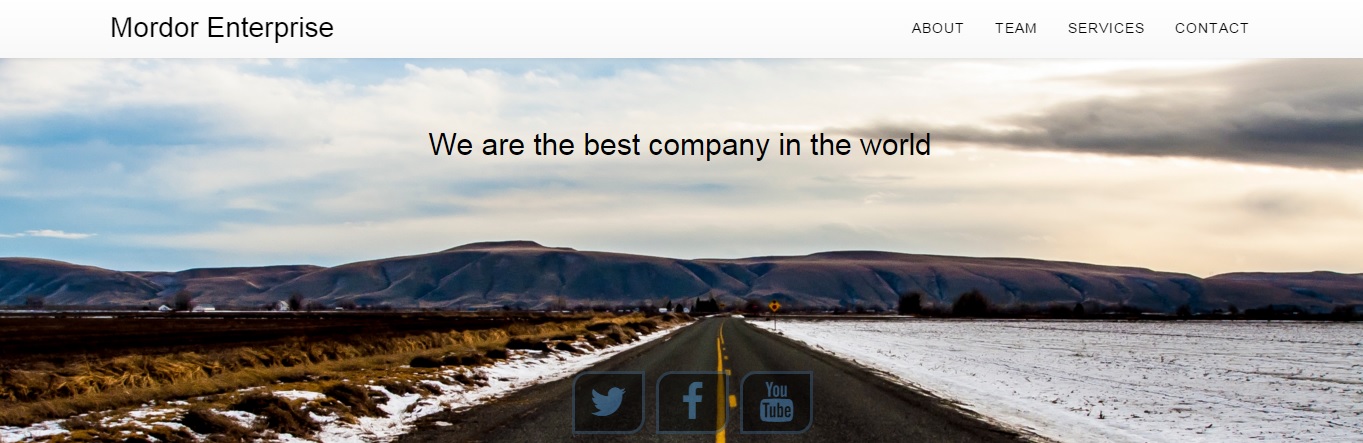 Mordor Enterprise
ABOUT TEAM SERVICES CONTACT
We are the best company in the world
You
Tube